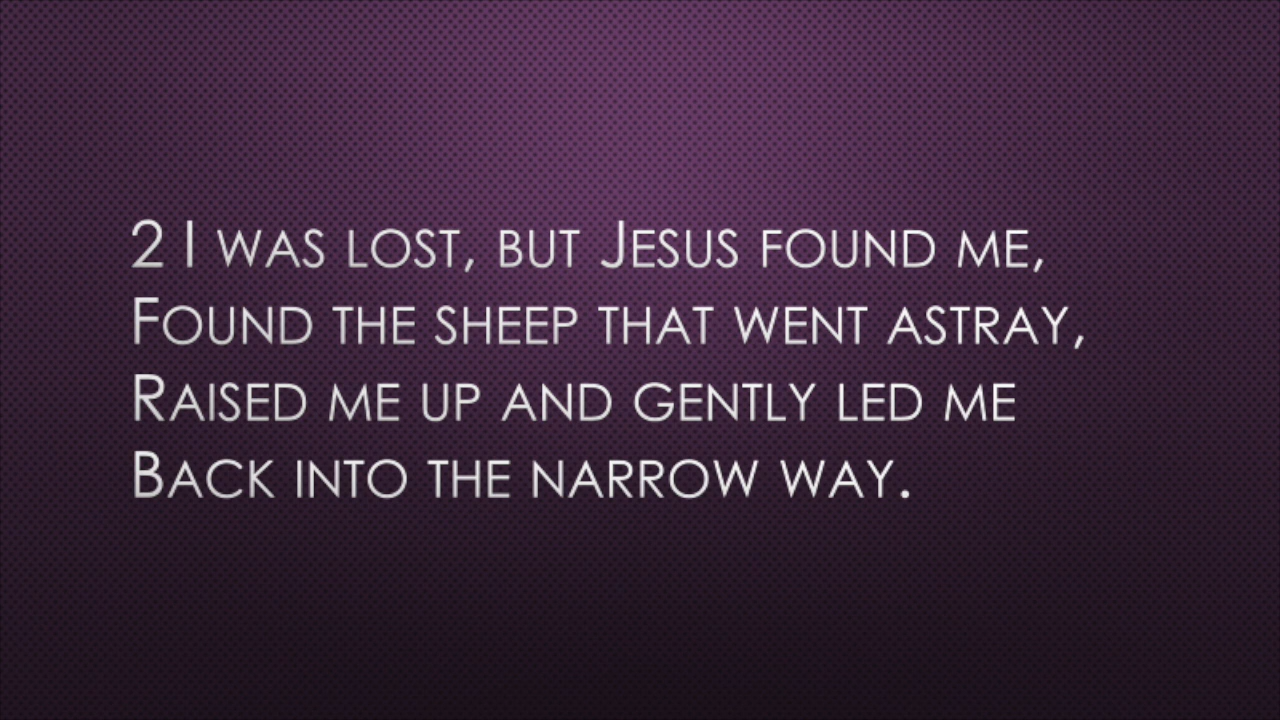 2 I was lost, but Jesus found me,
Found the sheep that went astray,
Raised me up and gently led me
Back into the narrow way.